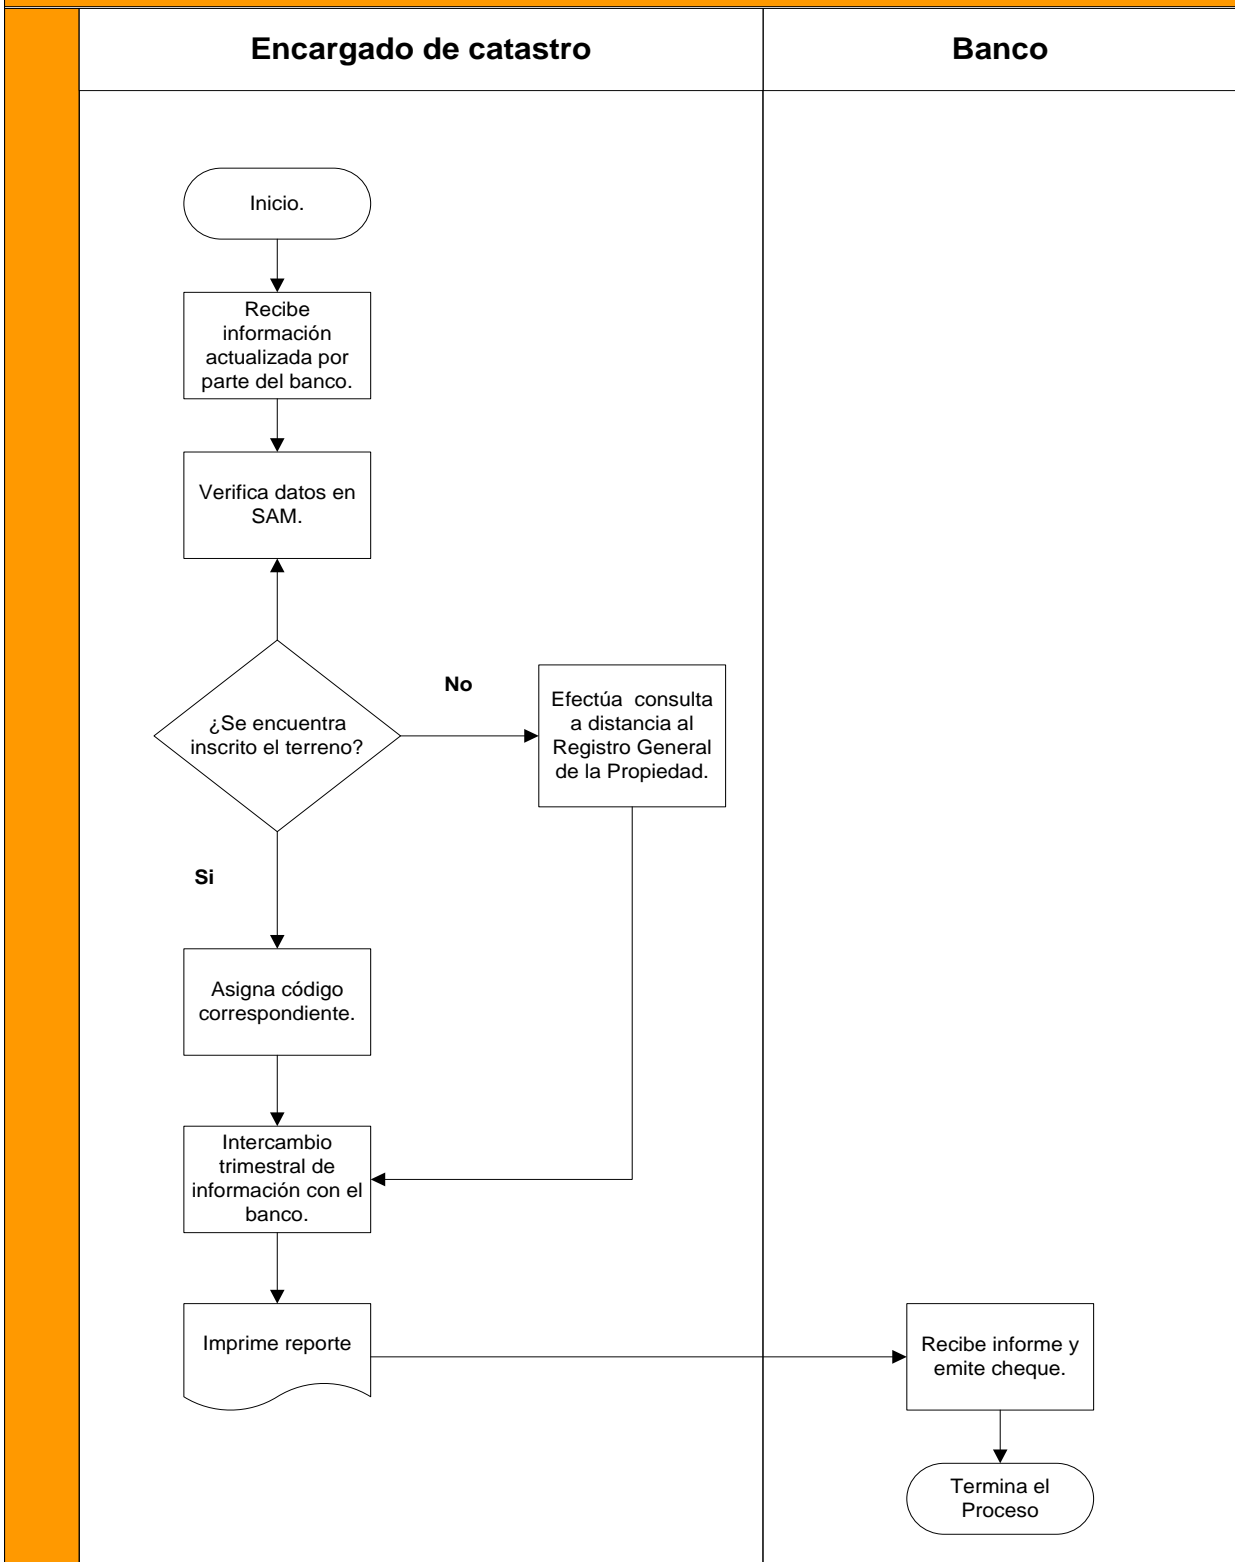 Encargado de catastro
Banco
Inicio.
Recibe
información
actualizada por
parte del banco.
Verifica datos en
SAM.
¿Se encuentra
inscrito el terreno?
No
Efectúa consulta
a distancia al
Registro General
de la Propiedad.
Si
Asigna código
correspondiente.
Intercambio
trimestral de
información con el
banco.
Imprime reporte
Recibe informe y
emite cheque.
Termina el
Proceso